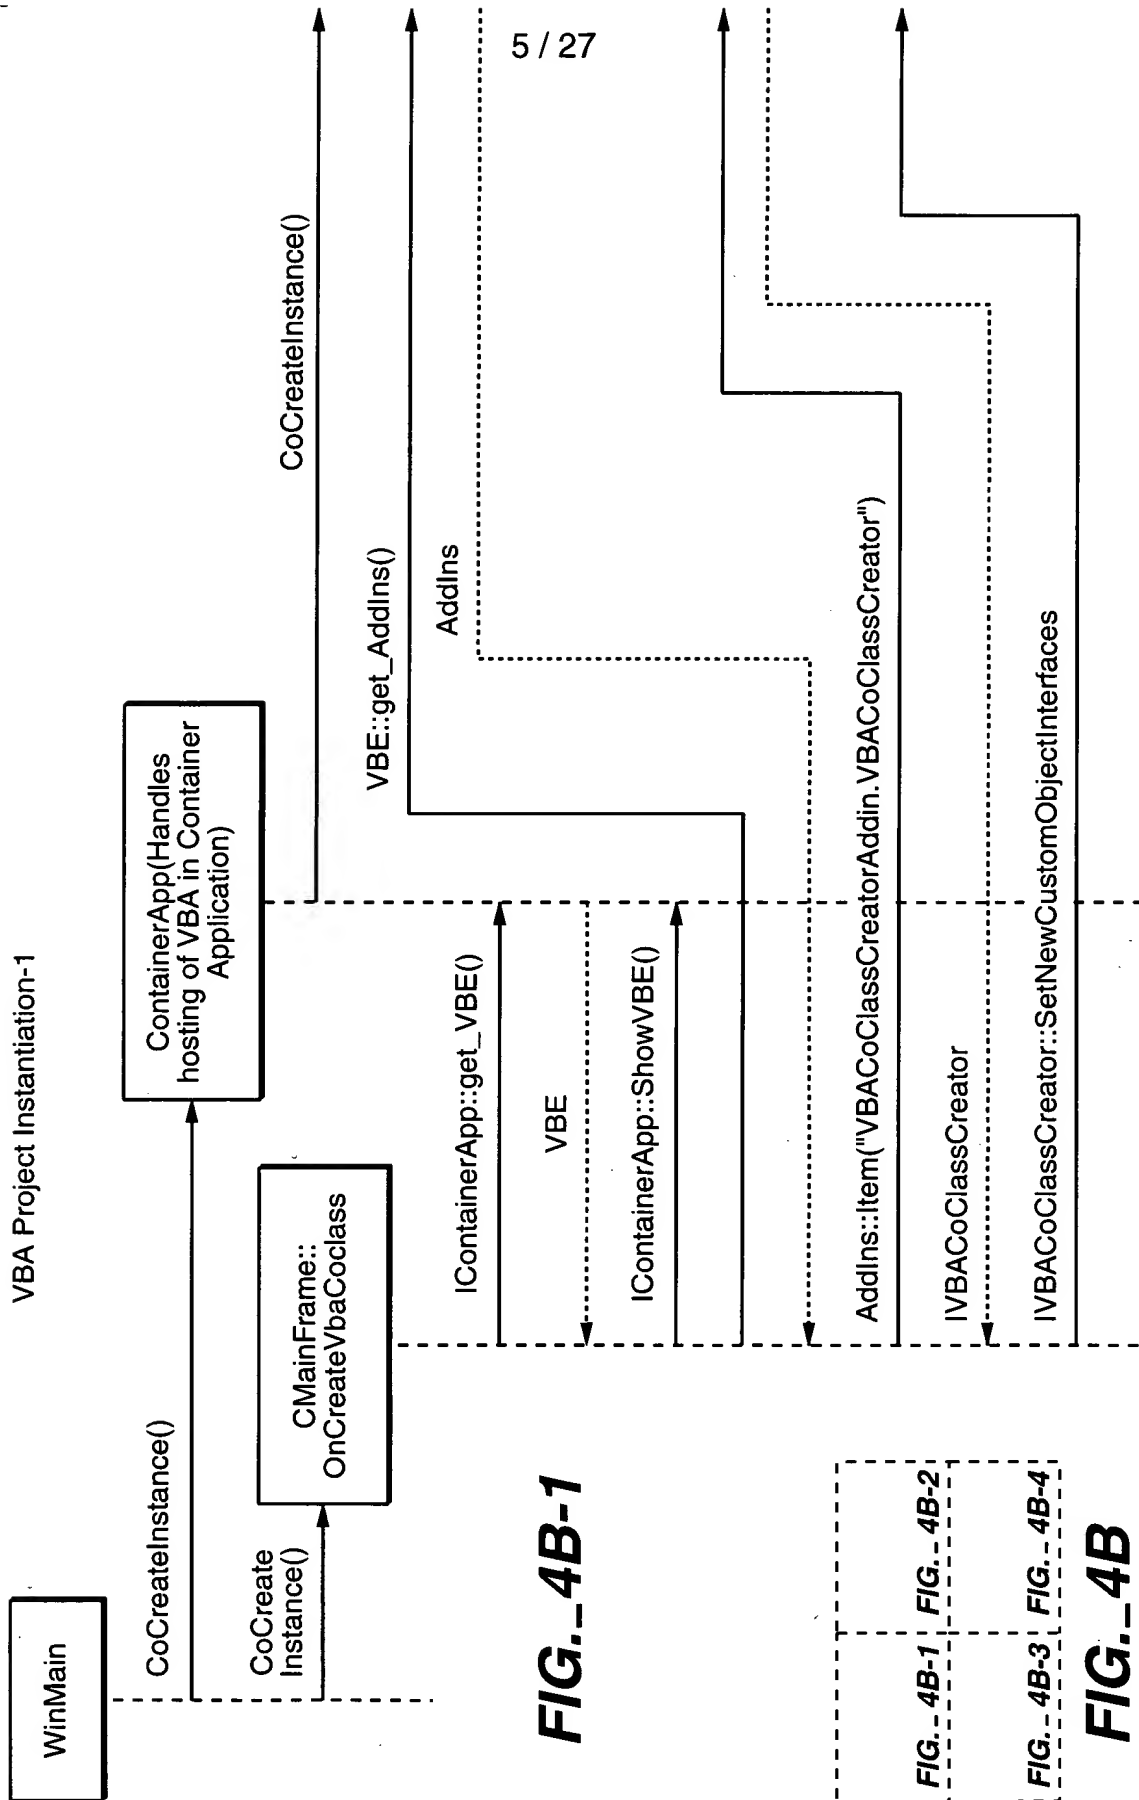 5 / 27
VBA Project Instantiation-1
WinMain
CoCreateInstance()
ContainerApp(Handles
hosting of VBA in Container
Application)
CoCreateInstance()
CoCreate
Instance()
CMainFrame::
OnCreateVbaCoclass
VBE::get_AddIns()
AddIns
IContainerApp::get_VBE()
VBE
IContainerApp::ShowVBE()
AddIns::Item("VBACoClassCreatorAddin.VBACoClassCreator")
IVBACoClassCreator
IVBACoClassCreator::SetNewCustomObjectInterfaces
FIG._4B-1
FIG._4B-1
FIG._4B-2
FIG._4B-3
FIG._4B-4
FIG._4B